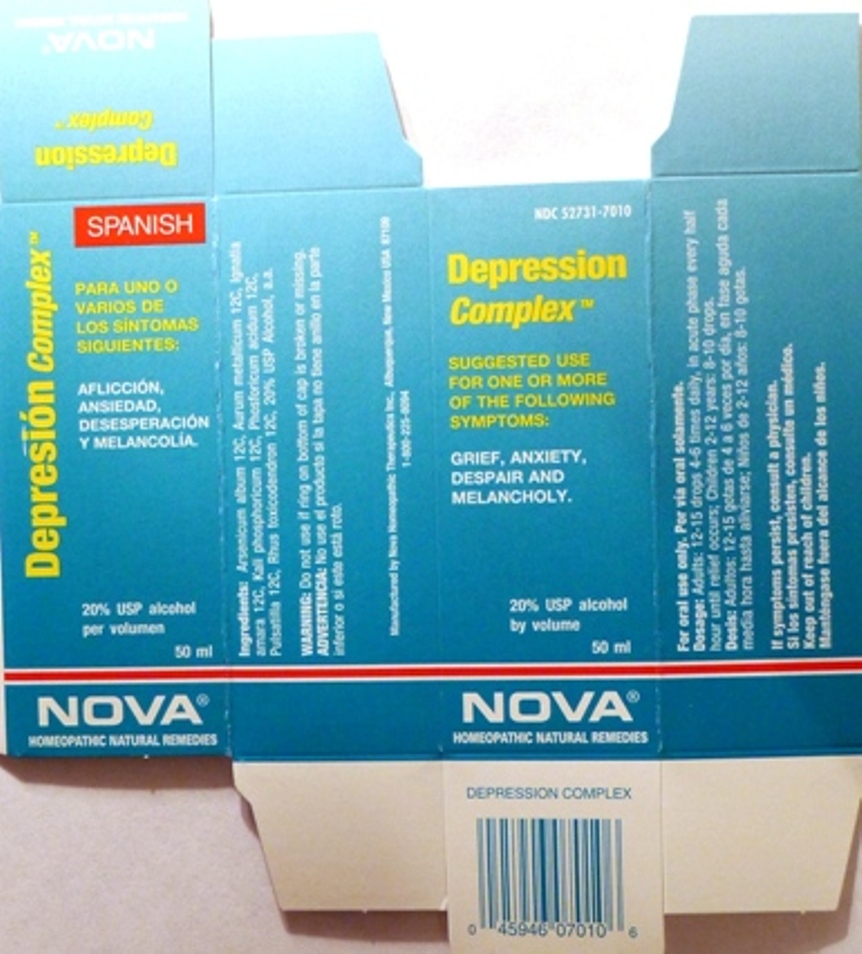 NOVA®
HOMEOPATHIC NATURAL REMEDIES
Depression
Complex™
Depresión Complex™
SPANISH
PARA UNO O
VARIOS DE
LOS SÍNTOMAS
SIGUIENTES:
AFLICCIÓN,
ANSIEDAD,
DESESPERACIÓN
Y MELANCOLÍA.
20% USP alcohol
per volumen
50 ml
NOVA®
HOMEOPATHIC NATURAL REMEDIES
Ingredients: Arsenicum album 12C, Aurum metallicum 12C, Ignatia
amara 12C, Kali phosphoricum 12C, Phosforicum acidum 12C,
Pulsatilla 12C, Rhus toxicodendron 12C, 20% USP Alcohol, a.a.
WARNING: Do not use if ring on bottom of cap is broken or missing.
ADVERTENCIA: No use el producto si la tapa no tiene anillo en la parte
inferior o si este está roto.
Manufactured by Nova Homeopathic Therapeutics Inc., Albuquerque, New Mexico USA 87109
1-800-225-8094
NDC 52731-7010
Depression
Complex™
SUGGESTED USE
FOR ONE OR MORE
OF THE FOLLOWING
SYMPTOMS:
GRIEF, ANXIETY,
DESPAIR AND
MELANCHOLY.
20% USP alcohol
by volume
50 ml
NOVA®
HOMEOPATHIC NATURAL REMEDIES
For oral use only. Por via oral solamente.
Dosage: Adults: 12-15 drops 4-6 times daily, in acute phase every half
hour until relief occurs; Children 2-12 years: 8-10 drops.
Dosis: Adultos: 12-15 gotas de 4 a 6 veces por día, en fase aguda cada
media hora hasta aliviarse; Niños de 2-12 años: 8-10 gotas.
If symptoms persist, consult a physician.
Si los síntomas presisten, consulte un médico.
Keep out of reach of children.
Manténgase fuera del alcance de los niños.
DEPRESSION COMPLEX
0 45946 07010 6